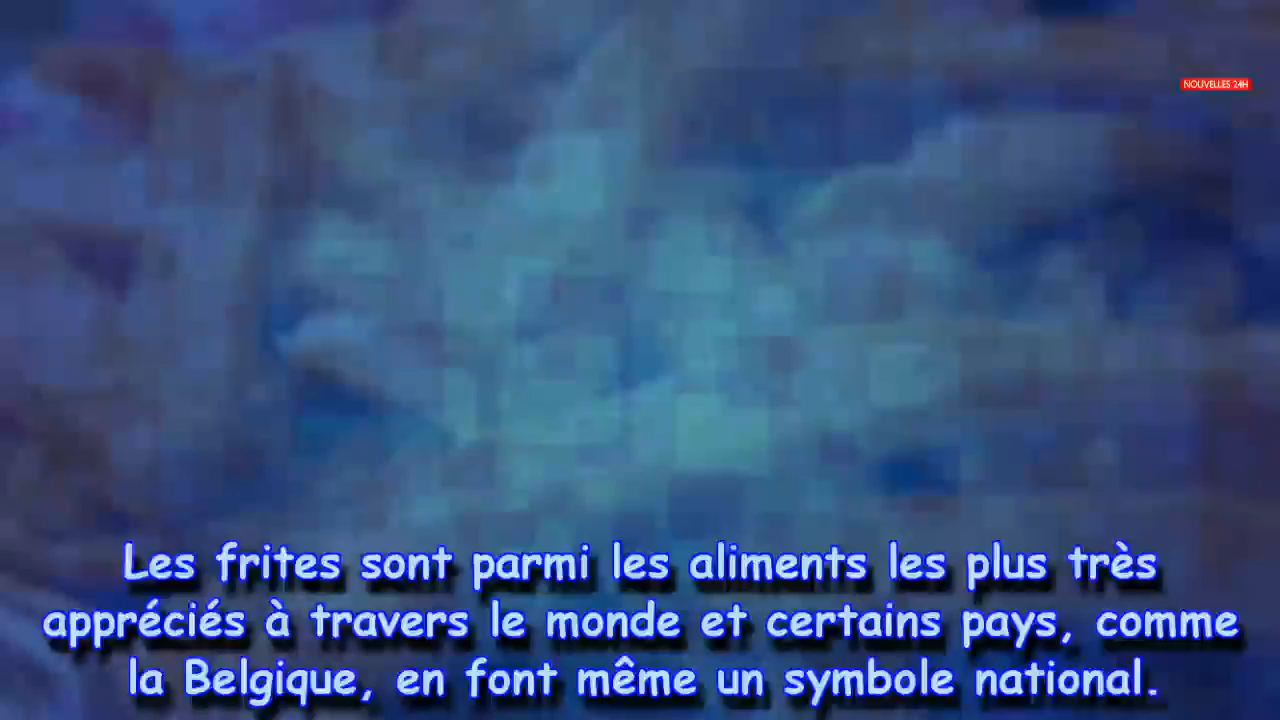 NOUVELLES 24H
Les frites sont parmi les aliments les plus très
appréciés à travers le monde et certains pays, comme
la Belgique, en font même un symbole national.